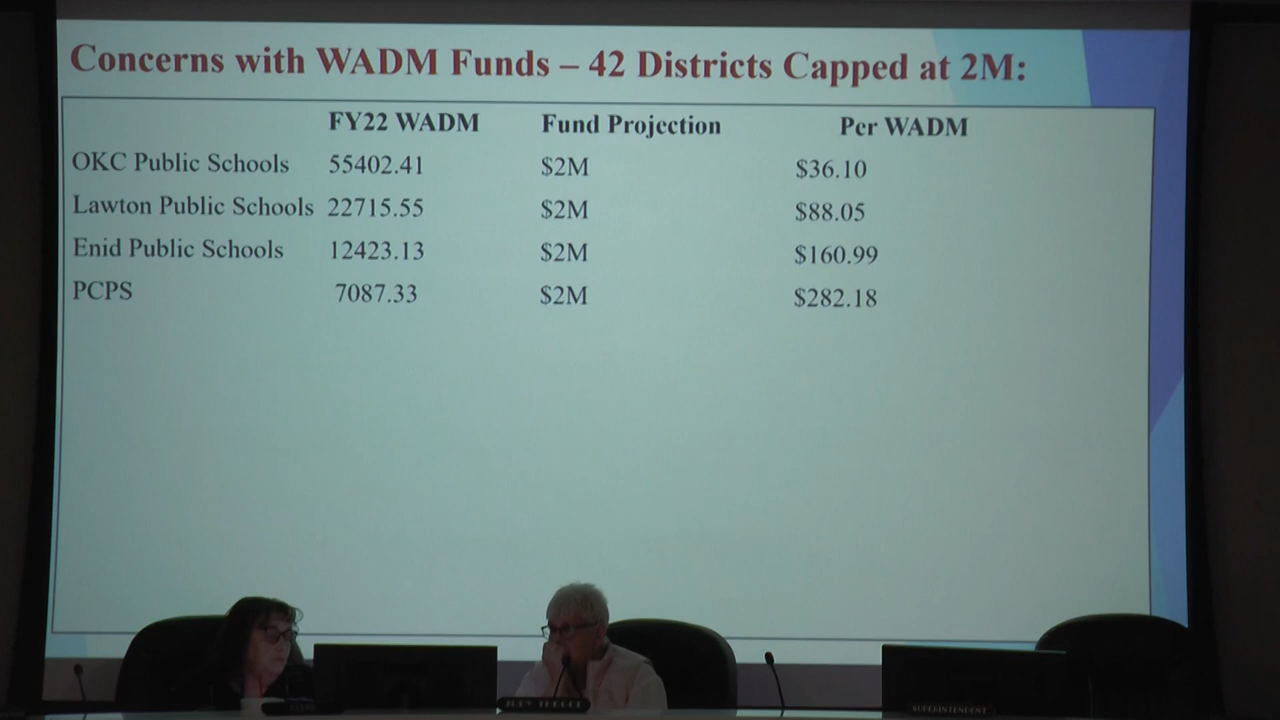 Concerns with WADM Funds – 42 Districts Capped at 2M:
FY22 WADM Fund Projection Per WADM
OKC Public Schools 55402.41 $2M $36.10
Lawton Public Schools 22715.55 $2M $88.05
Enid Public Schools 12423.13 $2M $160.99
PCPS 7087.33 $2M $282.18
SUPERINTENDENT